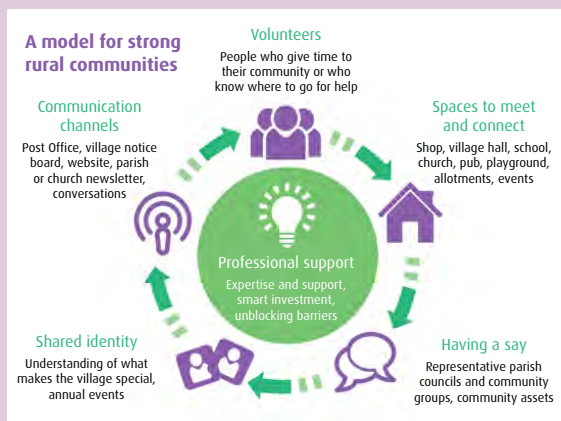 A model for strong
rural communities
Volunteers
People who give time to
their community or who
know where to go for help
Spaces to meet
and connect
Shop, village hall, school,
church, pub, playground,
allotments, events
Having a say
Representative parish
councils and community
groups, community assets
Shared identity
Understanding of what
makes the village special,
annual events
Communication
channels
Post Office, village notice
board, website, parish
or church newsletter,
conversations
Professional support
Expertise and support,
smart investment,
unblocking barriers